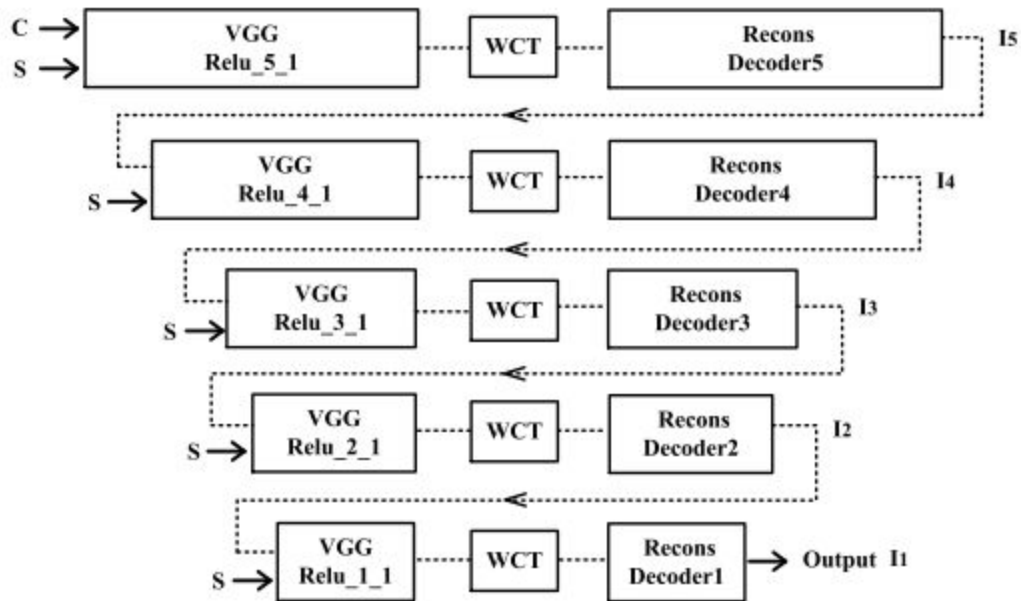 C
S
VGG
Relu_5_1
WCT
Recons
Decoder5
I5
S
VGG
Relu_4_1
WCT
Recons
Decoder4
I4
S
VGG
Relu_3_1
WCT
Recons
Decoder3
I3
S
VGG
Relu_2_1
WCT
Recons
Decoder2
I2
S
VGG
Relu_1_1
WCT
Recons
Decoder1
Output I1